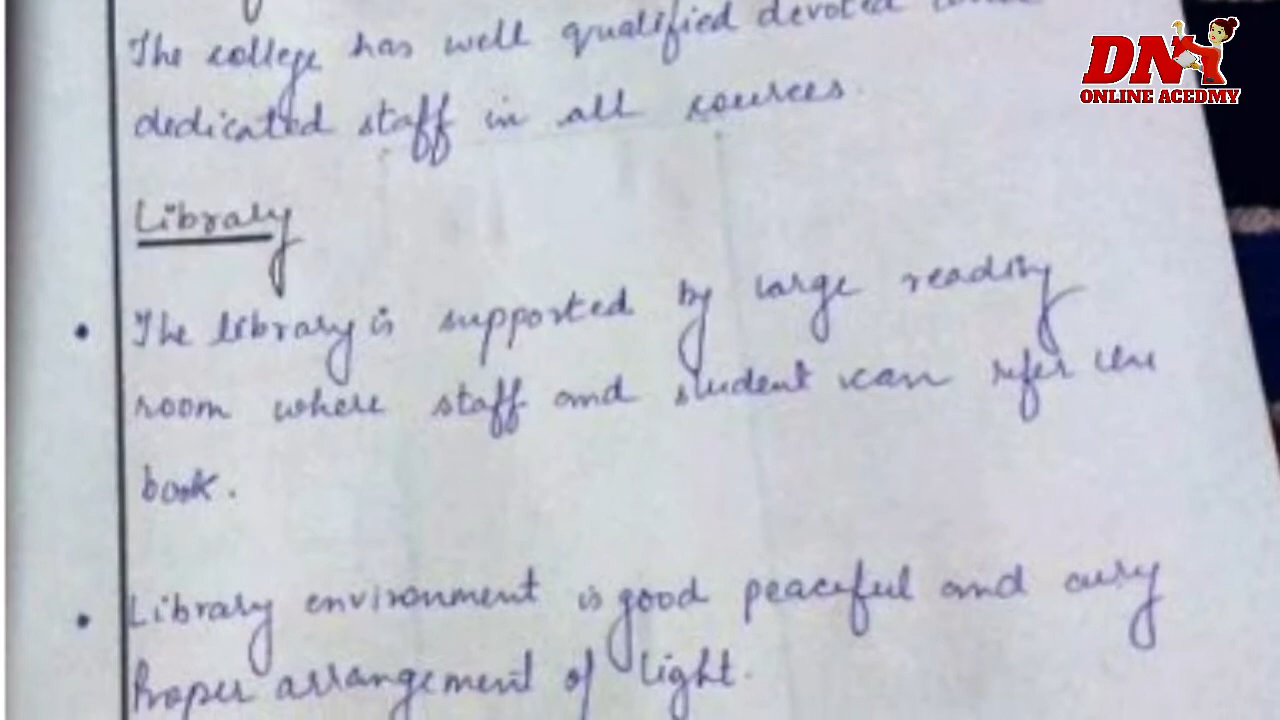 The college has well qualified devoted
dedicated staff in all cources.
Library
• The library is supported by large reading
room where staff and student can refer the
book.
• Library environment is good peaceful and
Proper arrangement of light.
DN
ONLINE ACEDMY